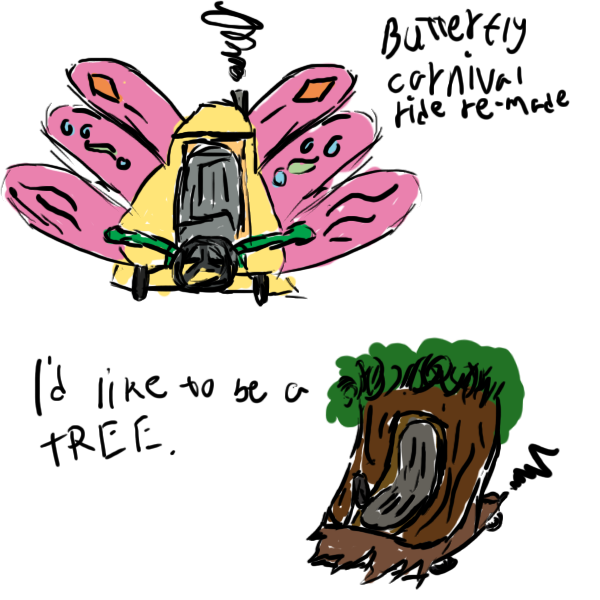 Butterfly
carnival
ride re-made
I'd like to be a
TREE.